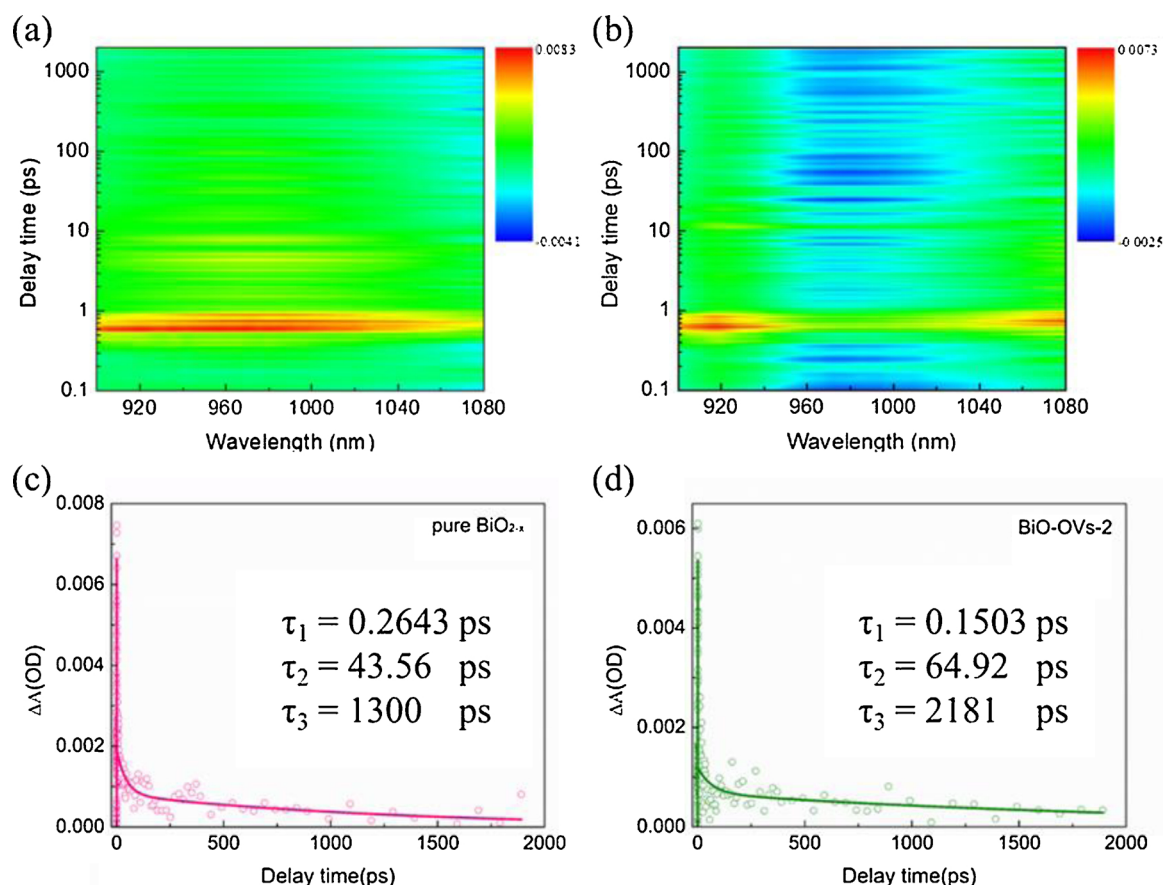 (a)
(b)
0.0083
0.0073
1000
100
10
1
0.1
-0.0041
-0.0025
Delay time (ps)
920 960 1000 1040 1080
Wavelength (nm)
1000
100
10
1
0.1
Delay time (ps)
920 960 1000 1040 1080
Wavelength (nm)
(c)
0.008
0.006
0.004
0.002
0.000
ΔA(OD)
pure BiO₂₋ₓ
τ₁ = 0.2643 ps
τ₂ = 43.56 ps
τ₃ = 1300 ps
0 500 1000 1500 2000
Delay time(ps)
(d)
0.006
0.004
0.002
0.000
ΔA(OD)
BiO-OVs-2
τ₁ = 0.1503 ps
τ₂ = 64.92 ps
τ₃ = 2181 ps
0 500 1000 1500 2000
Delay time(ps)